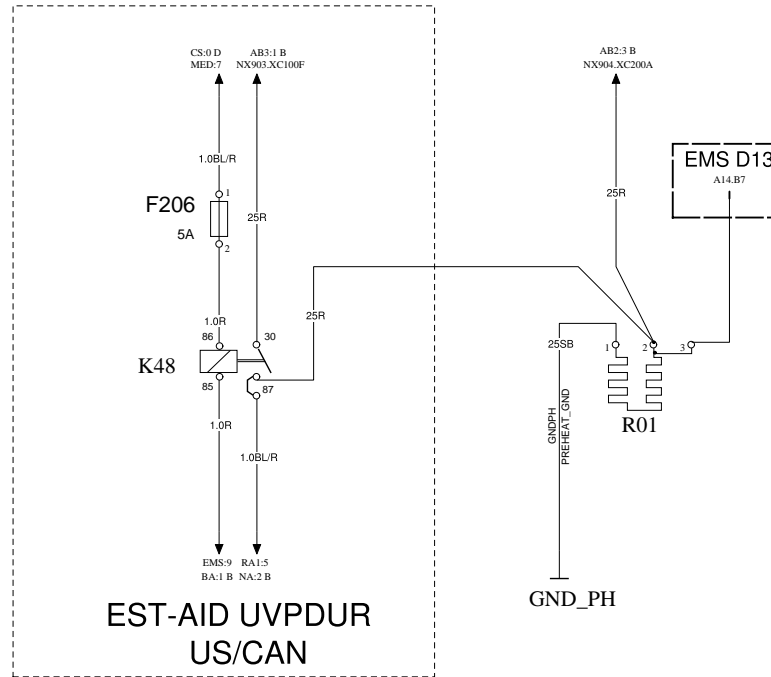 CS:0 D
MED:7
AB3:1 B
NX903.XC100F
AB2:3 B
NX904.XC200A
EMS D13
A14.B7
1.0BL/R
F206
5A
1
2
25R
25R
1.0R
25R
86
30
K48
85
87
25SB
1
2
3
R01
1.0R
1.0BL/R
GNDPH
PREHEAT_GND
EMS:9
BA:1 B
RA1:5
NA:2 B
GND_PH
EST-AID UVPDUR
US/CAN